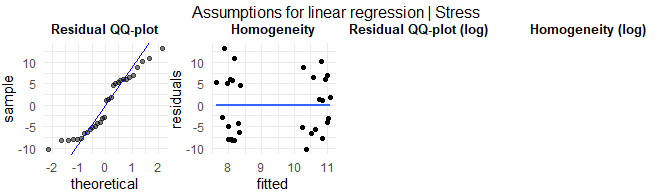 Assumptions for linear regression | Stress
Residual QQ-plot
Homogeneity
Residual QQ-plot (log)
Homogeneity (log)
sample
10
5
0
-5
-10
-2
-1
0
1
2
theoretical
residuals
10
5
0
-5
-10
8
9
10
11
fitted